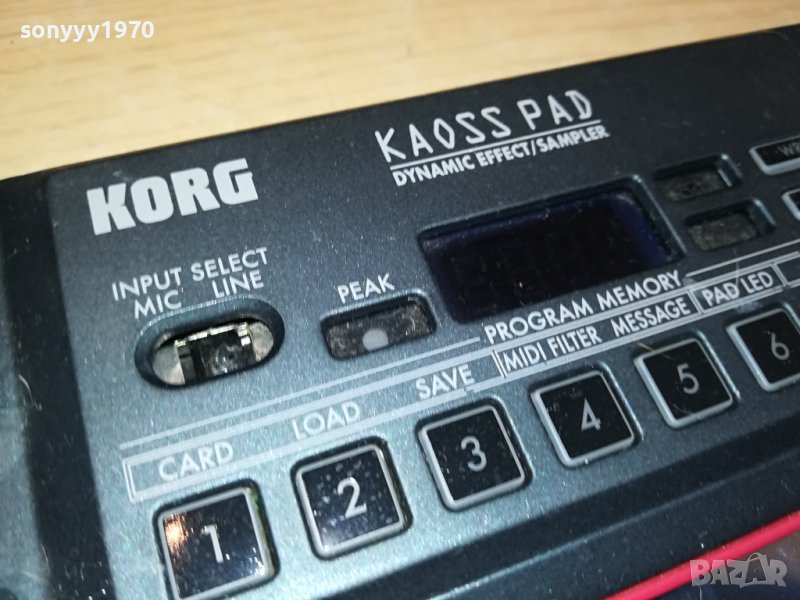 sonyyy1970
KAOSS PAD
DYNAMIC EFFECT/SAMPLER
KORG
INPUT SELECT
MIC LINE
PEAK
PROGRAM MEMORY
CARD LOAD SAVE MIDI FILTER MESSAGE PAD LED
1 2 3 4 5 6
BAZAR